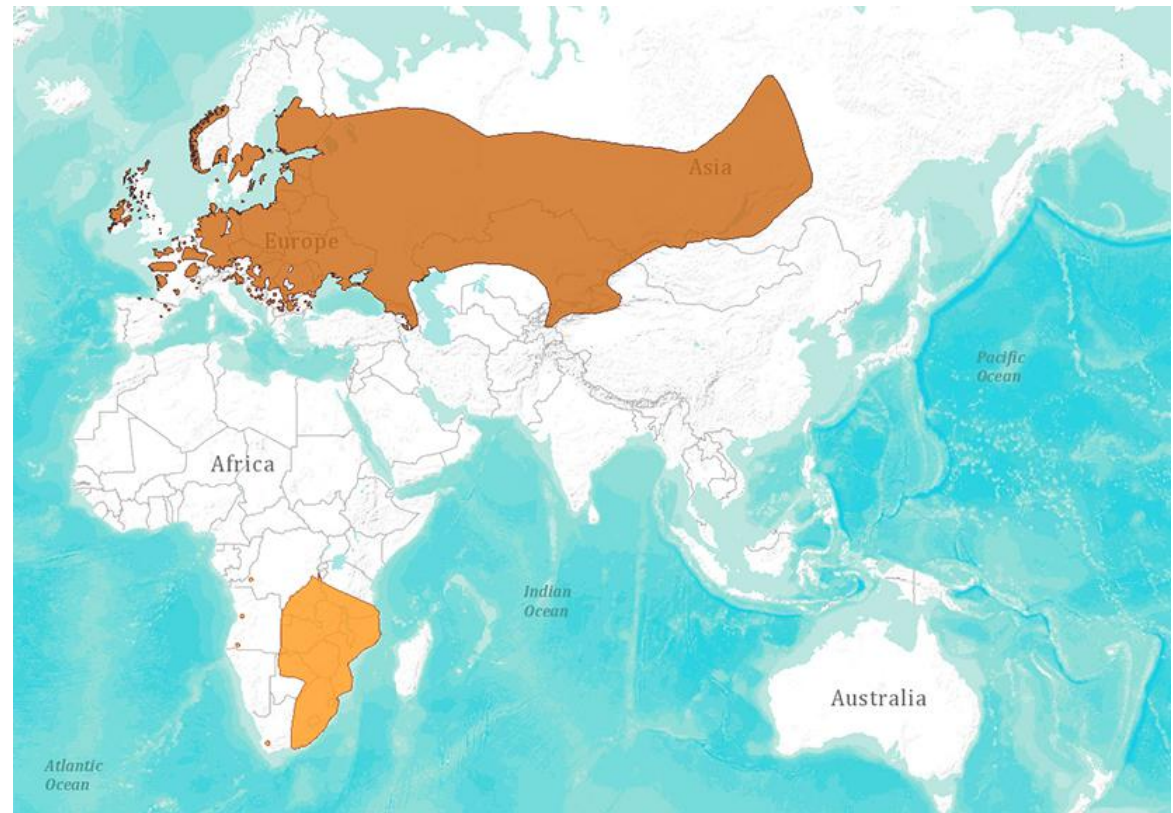 Asia
Europe
Pacific
Ocean
Africa
Indian
Ocean
Australia
Atlantic
Ocean